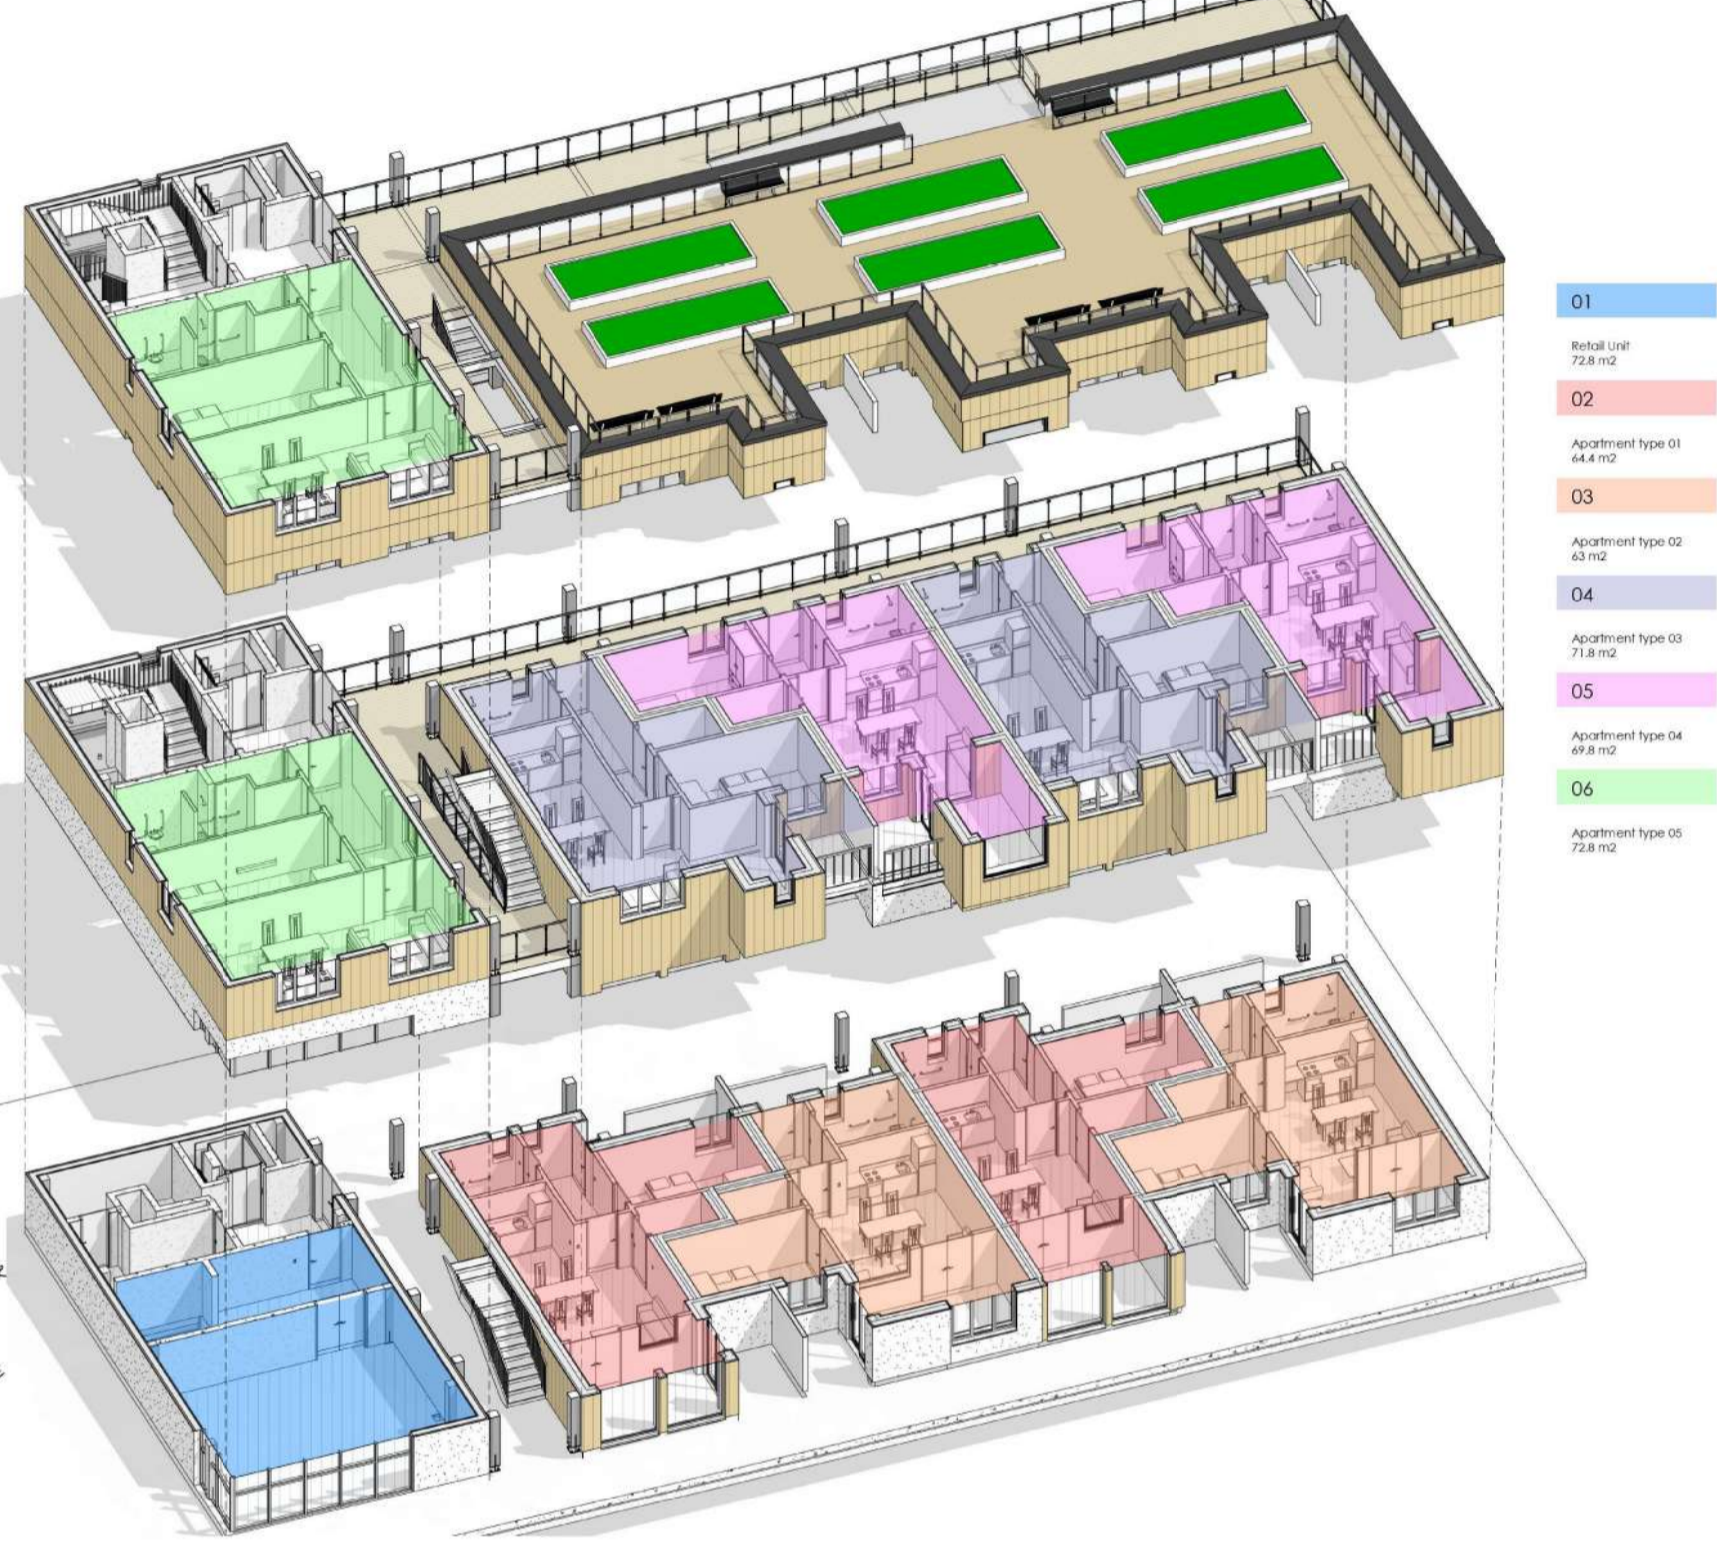 01
Retail Unit
72.8 m2
02
Apartment type 01
64.4 m2
03
Apartment type 02
63 m2
04
Apartment type 03
71.8 m2
05
Apartment type 04
69.8 m2
06
Apartment type 05
72.8 m2